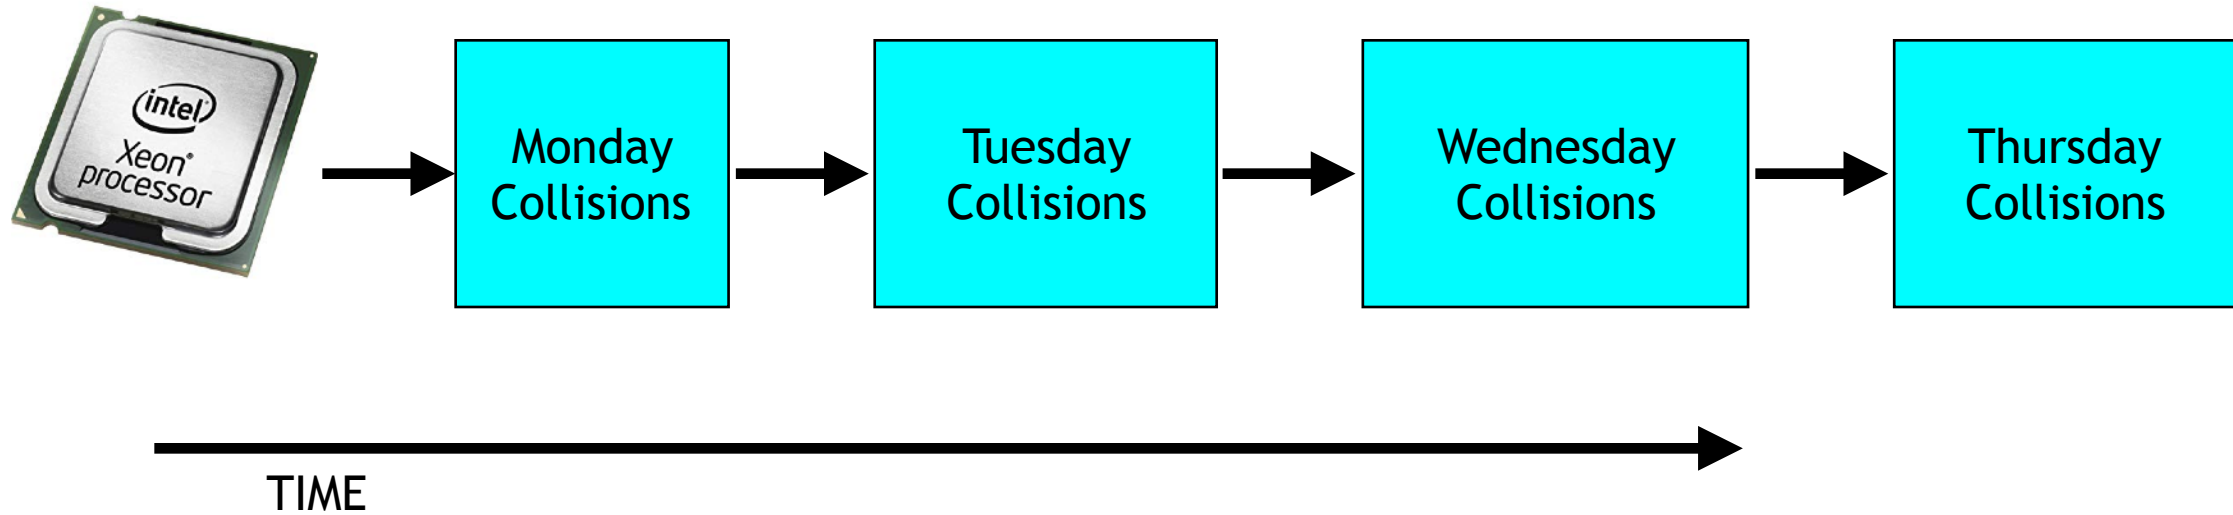 intel
Xeon®
processor
Monday
Collisions
Tuesday
Collisions
Wednesday
Collisions
Thursday
Collisions
TIME